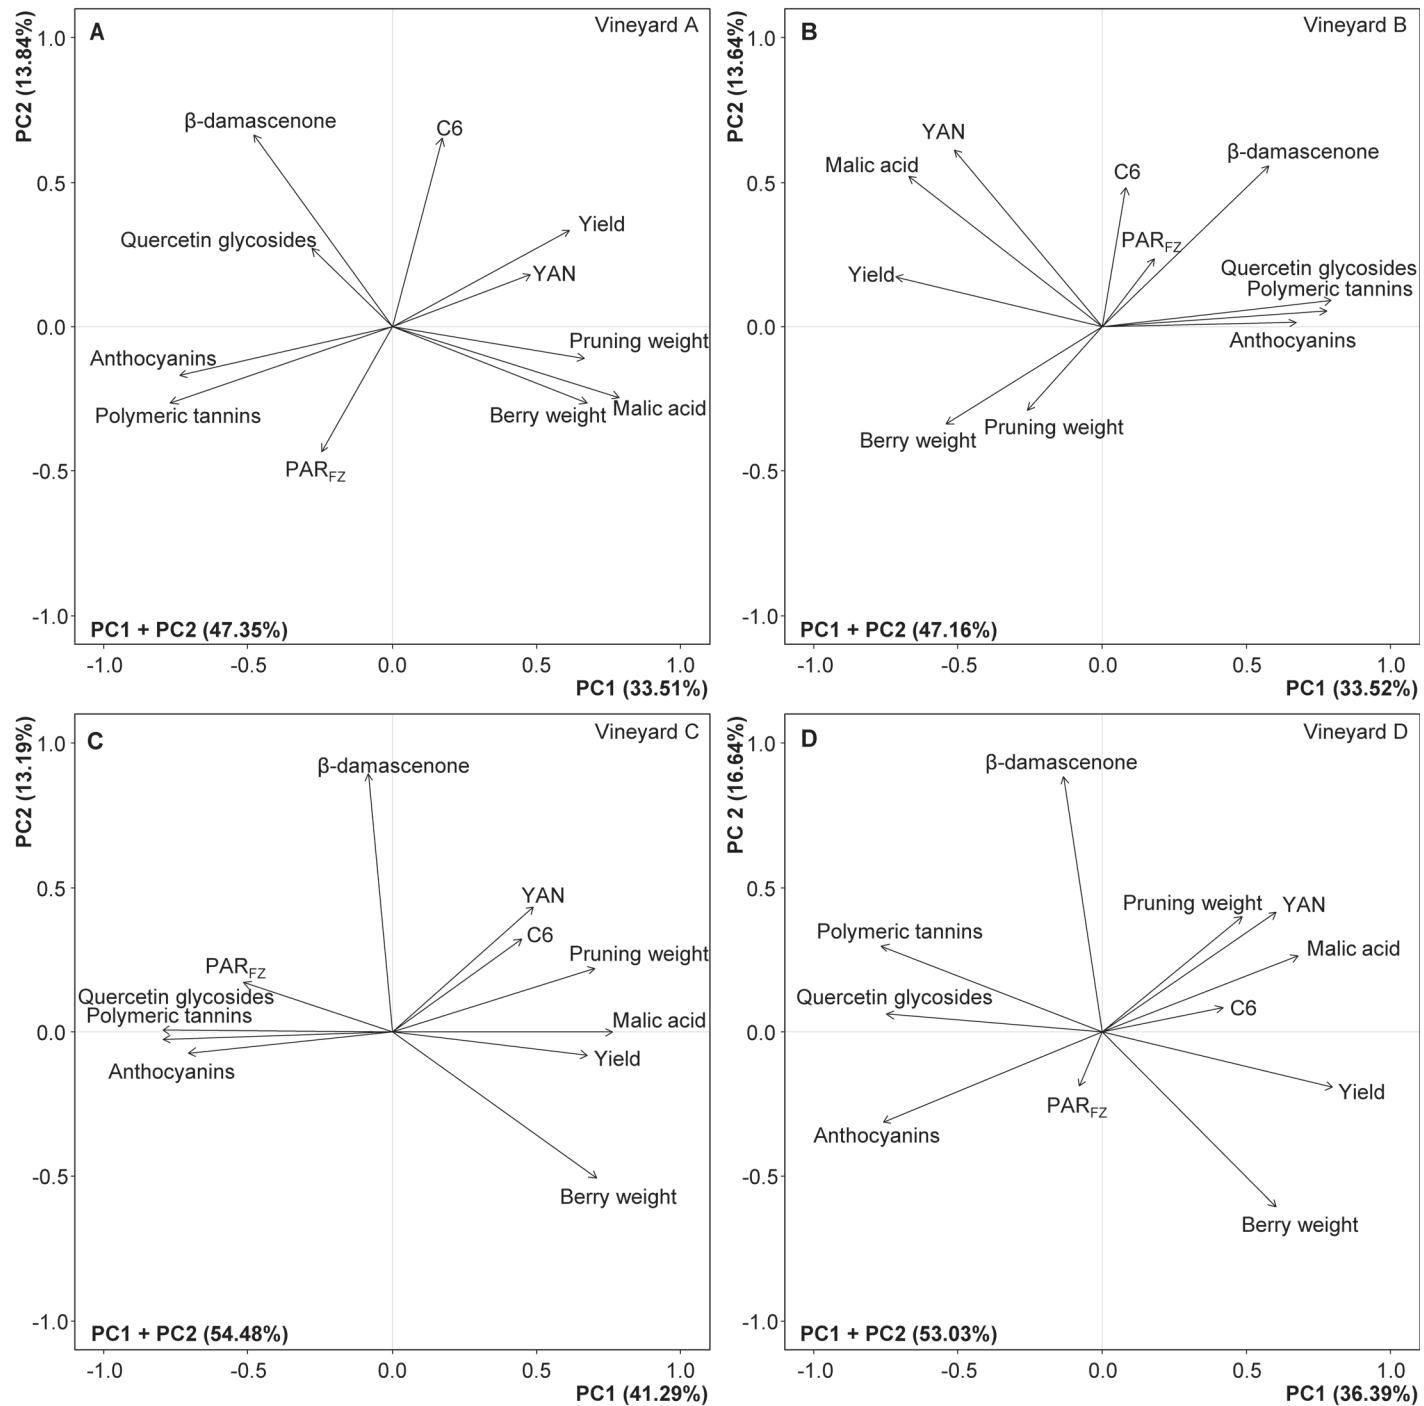 A
Vineyard A
PC2 (13.84%)
1.0
0.5
0.0
-0.5
-1.0
β-damascenone
C6
Yield
Quercetin glycosides
YAN
Pruning weight
Anthocyanins
Malic acid
Polymeric tannins
Berry weight
PAR_FZ
PC1 + PC2 (47.35%)
-1.0 -0.5 0.0 0.5 1.0
PC1 (33.51%)
B
Vineyard B
PC2 (13.64%)
1.0
0.5
0.0
-0.5
-1.0
YAN
β-damascenone
Malic acid
C6
PAR_FZ
Quercetin glycosides
Yield
Polymeric tannins
Anthocyanins
Pruning weight
Berry weight
PC1 + PC2 (47.16%)
-1.0 -0.5 0.0 0.5 1.0
PC1 (33.52%)
C
Vineyard C
PC2 (13.19%)
1.0
0.5
0.0
-0.5
-1.0
β-damascenone
YAN
C6
Pruning weight
PAR_FZ
Quercetin glycosides
Polymeric tannins
Malic acid
Yield
Anthocyanins
Berry weight
PC1 + PC2 (54.48%)
-1.0 -0.5 0.0 0.5 1.0
PC1 (41.29%)
D
Vineyard D
PC 2 (16.64%)
1.0
0.5
0.0
-0.5
-1.0
β-damascenone
Pruning weight
YAN
Polymeric tannins
Malic acid
Quercetin glycosides
C6
Yield
PAR_FZ
Anthocyanins
Berry weight
PC1 + PC2 (53.03%)
-1.0 -0.5 0.0 0.5 1.0
PC1 (36.39%)